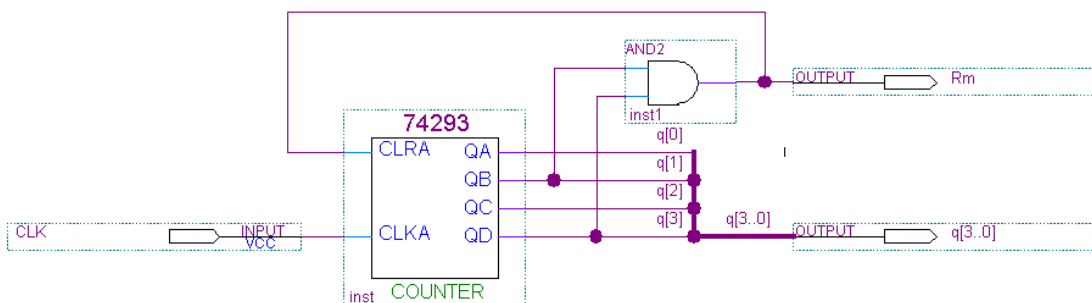 AND2
OUTPUT
Rm
inst1
74293
q[0]
CLRA
QA
q[1]
QB
q[2]
QC
q[3]
q[3..0]
CLK
INPUT
VCC
CLKA
QD
OUTPUT
q[3..0]
inst
COUNTER